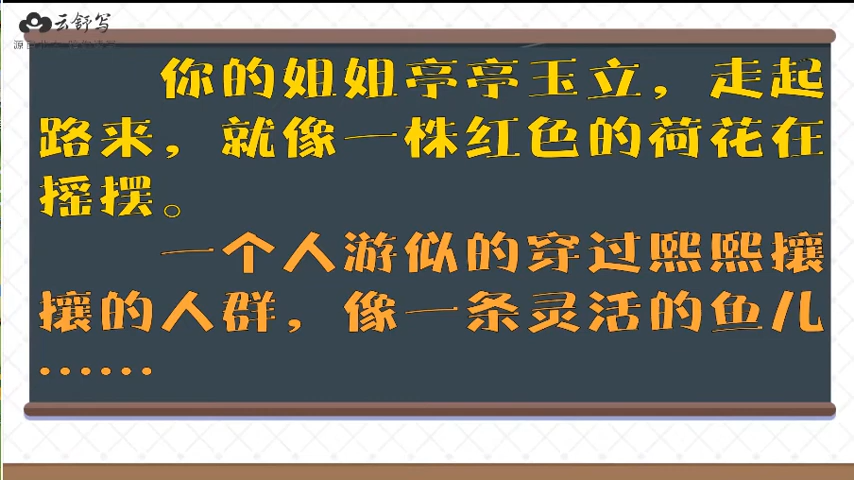 云舒写
你的姐姐亭亭玉立，走起
路来，就像一株红色的荷花在
摇摆。
一个人游似的穿过熙熙攘
攘的人群，像一条灵活的鱼儿
……